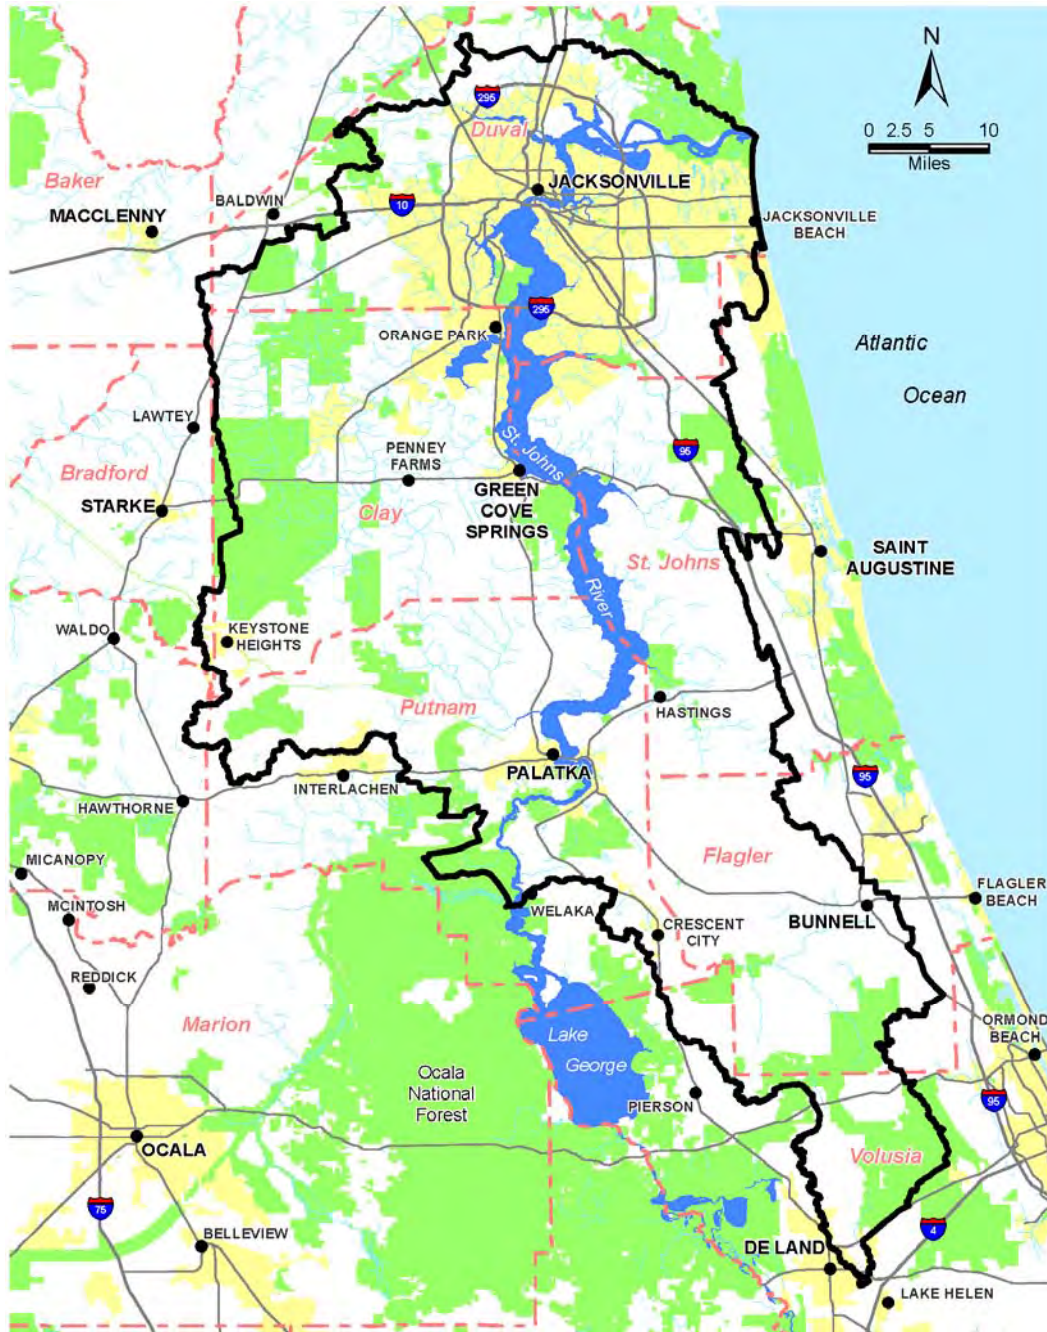 N
0 2.5 5 10
Miles
295
Duval
JACKSONVILLE
Baker
MACCLENNY
BALDWIN
10
JACKSONVILLE
BEACH
295
ORANGE PARK
Atlantic
Ocean
LAWTEY
PENNEY
FARMS
St. Johns
95
Bradford
STARKE
GREEN
COVE
SPRINGS
Clay
St. Johns
SAINT
AUGUSTINE
River
WALDO
KEYSTONE
HEIGHTS
Putnam
HASTINGS
PALATKA
95
INTERLACHEN
HAWTHORNE
MICANOPY
Flagler
FLAGLER
BEACH
MCINTOSH
WELAKA
BUNNELL
CRESCENT
CITY
REDDICK
Marion
Lake
George
ORMOND
BEACH
Ocala
National
Forest
PIERSON
95
OCALA
Volusia
75
BELLEVIEW
4
DE LAND
LAKE HELEN